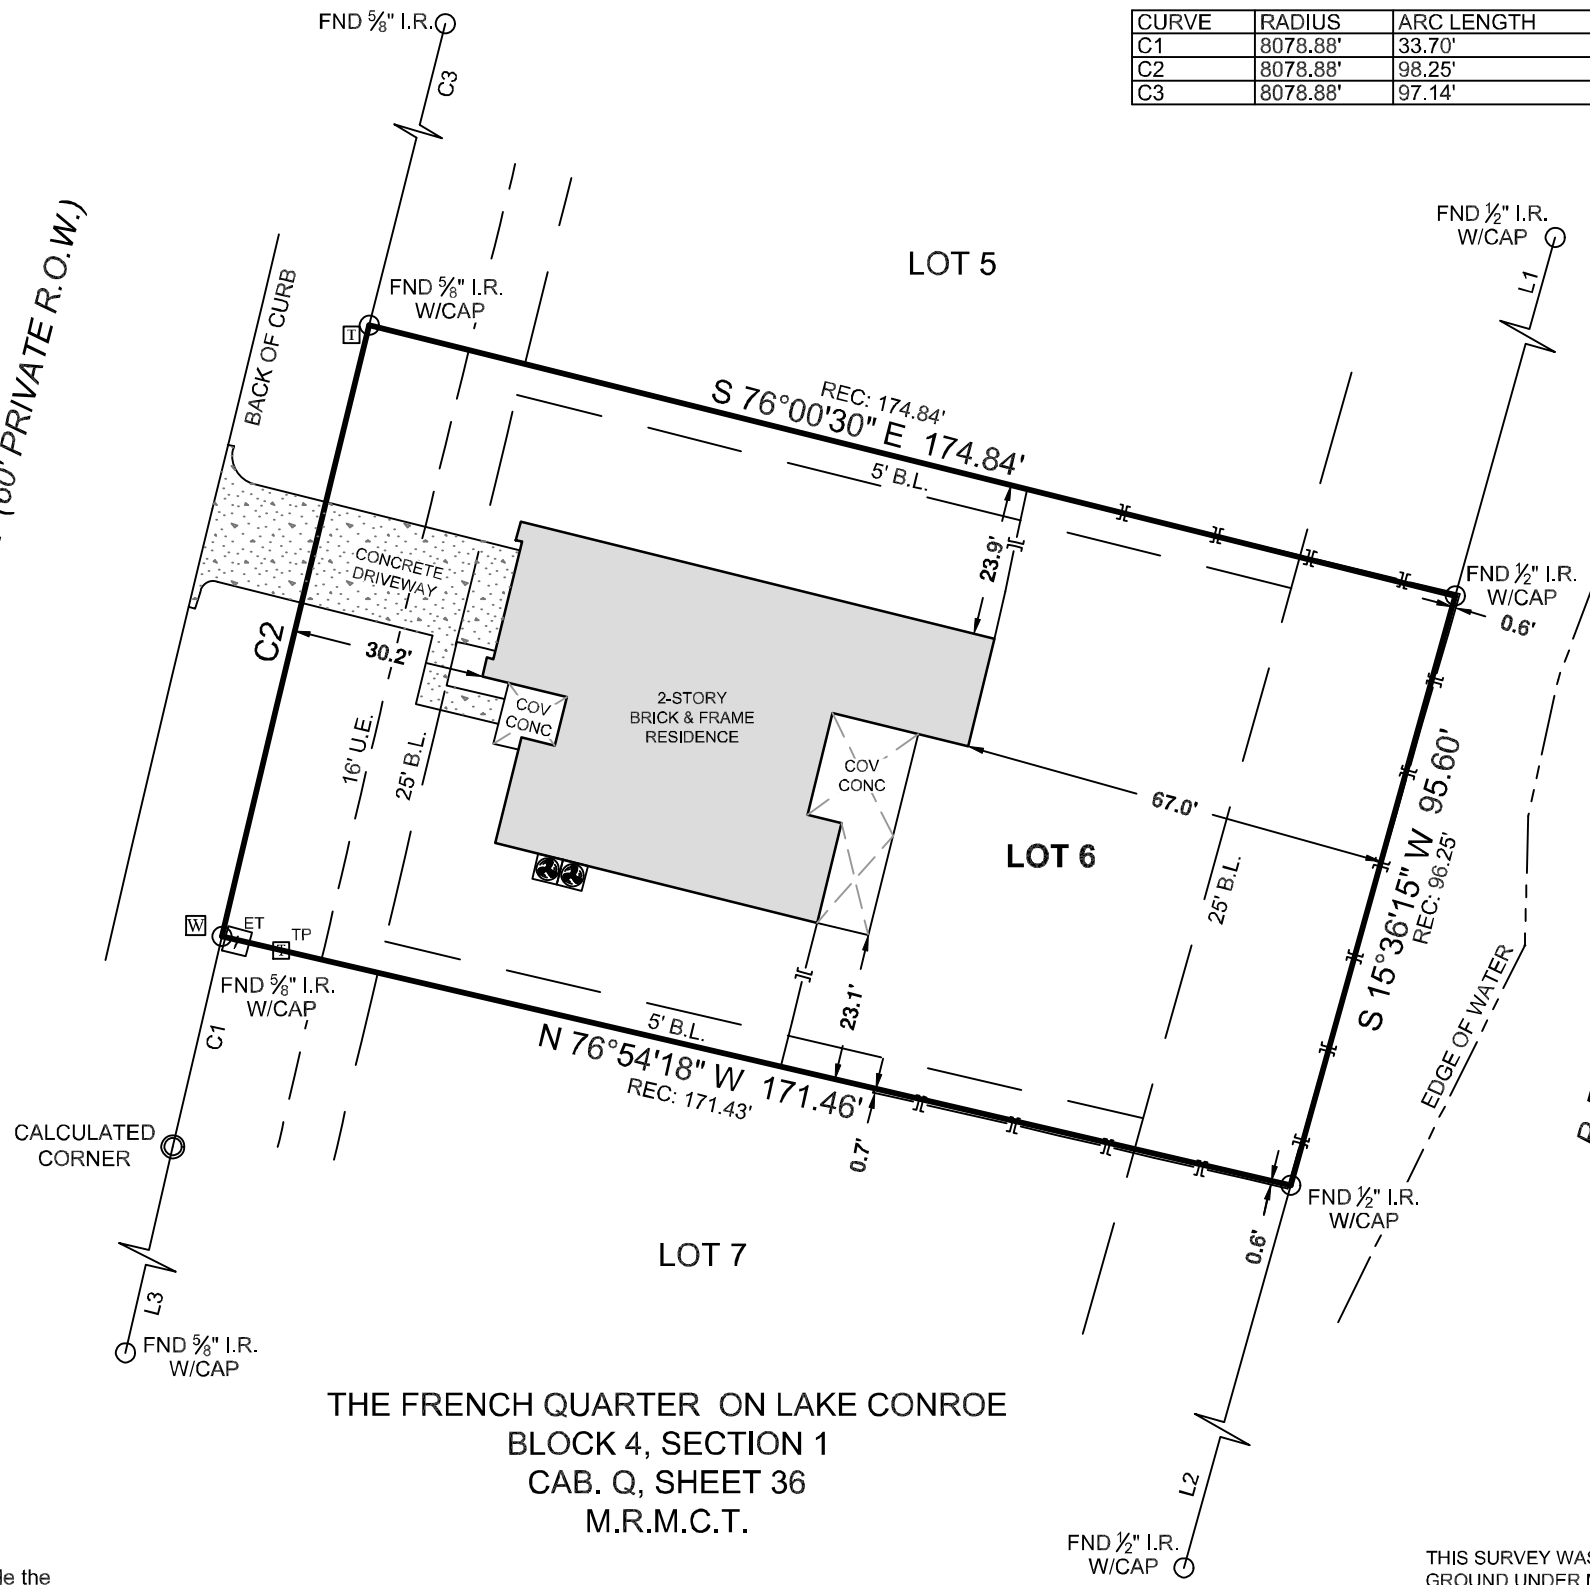 CURVE RADIUS ARC LENGTH
C1 8078.88' 33.70'
C2 8078.88' 98.25'
C3 8078.88' 97.14'
FND 5/8" I.R.
C3
(60' PRIVATE R.O.W.)
BACK OF CURB
FND 5/8" I.R.
W/CAP
T
LOT 5
FND 1/2" I.R.
W/CAP
L1
REC: 174.84'
S 76°00'30" E 174.84'
5' B.L.
23.9'
FND 1/2" I.R.
W/CAP
0.6'
CONCRETE
DRIVEWAY
C2
30.2'
COV
CONC
2-STORY
BRICK & FRAME
RESIDENCE
COV
CONC
16' U.E.
25' B.L.
67.0'
LOT 6
25' B.L.
S 15°36'15" W 95.60'
REC: 96.25'
EDGE OF WATER
W
ET
T
TP
FND 5/8" I.R.
W/CAP
C1
5' B.L.
23.1'
N 76°54'18" W 171.46'
REC: 171.43'
0.7'
CALCULATED
CORNER
LOT 7
FND 1/2" I.R.
W/CAP
0.6'
L3
FND 5/8" I.R.
W/CAP
THE FRENCH QUARTER ON LAKE CONROE
BLOCK 4, SECTION 1
CAB. Q, SHEET 36
M.R.M.C.T.
L2
FND 1/2" I.R.
W/CAP
the
THIS SURVEY WAS
GROUND UNDER